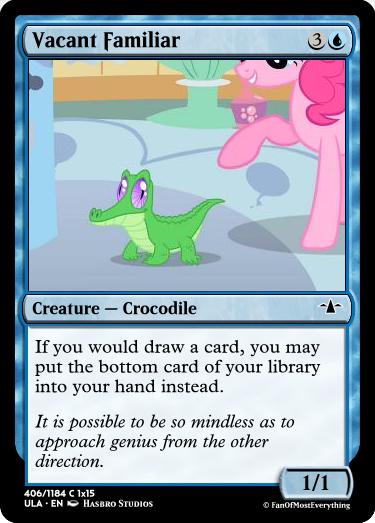 Vacant Familiar 3
Creature — Crocodile
If you would draw a card, you may
put the bottom card of your library
into your hand instead.
It is possible to be so mindless as to
approach genius from the other
direction.
1/1
406/1184 C 1x15
ULA • EN Hasbro Studios
© FanOfMostEverything